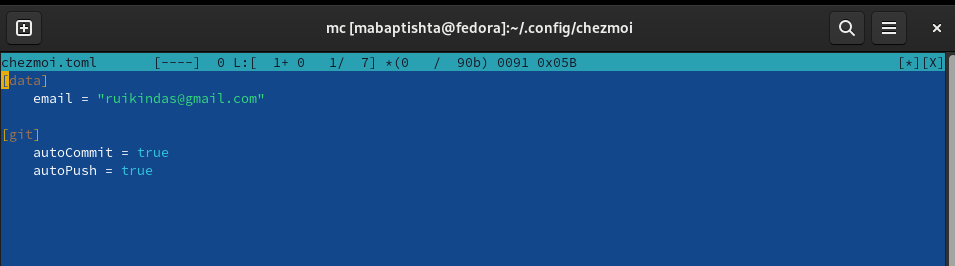 mc [mabaptishta@fedora]:~/.config/chezmoi
chezmoi.toml [----] 0 L:[ 1+ 0 1/ 7] *(0 / 90b) 0091 0x05B [*][X]
[data]
email = "ruikindas@gmail.com"
[git]
autoCommit = true
autoPush = true